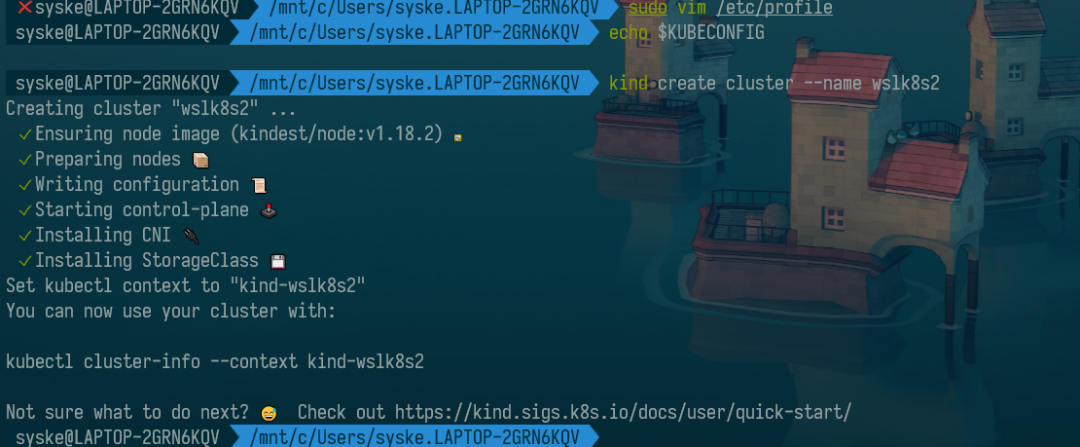 ✗syske@LAPTOP-2GRN6KQV /mnt/c/Users/syske.LAPTOP-2GRN6KQV sudo vim /etc/profile
syske@LAPTOP-2GRN6KQV /mnt/c/Users/syske.LAPTOP-2GRN6KQV echo $KUBECONFIG
syske@LAPTOP-2GRN6KQV /mnt/c/Users/syske.LAPTOP-2GRN6KQV kind create cluster --name wslk8s2
Creating cluster "wslk8s2" ...
✓Ensuring node image (kindest/node:v1.18.2) 🖼
✓Preparing nodes 📦
✓Writing configuration 📜
✓Starting control-plane 🕹️
✓Installing CNI 🔌
✓Installing StorageClass 💾
Set kubectl context to "kind-wslk8s2"
You can now use your cluster with:
kubectl cluster-info --context kind-wslk8s2
Not sure what to do next? 😅 Check out https://kind.sigs.k8s.io/docs/user/quick-start/
syske@LAPTOP-2GRN6KQV /mnt/c/Users/syske.LAPTOP-2GRN6KQV